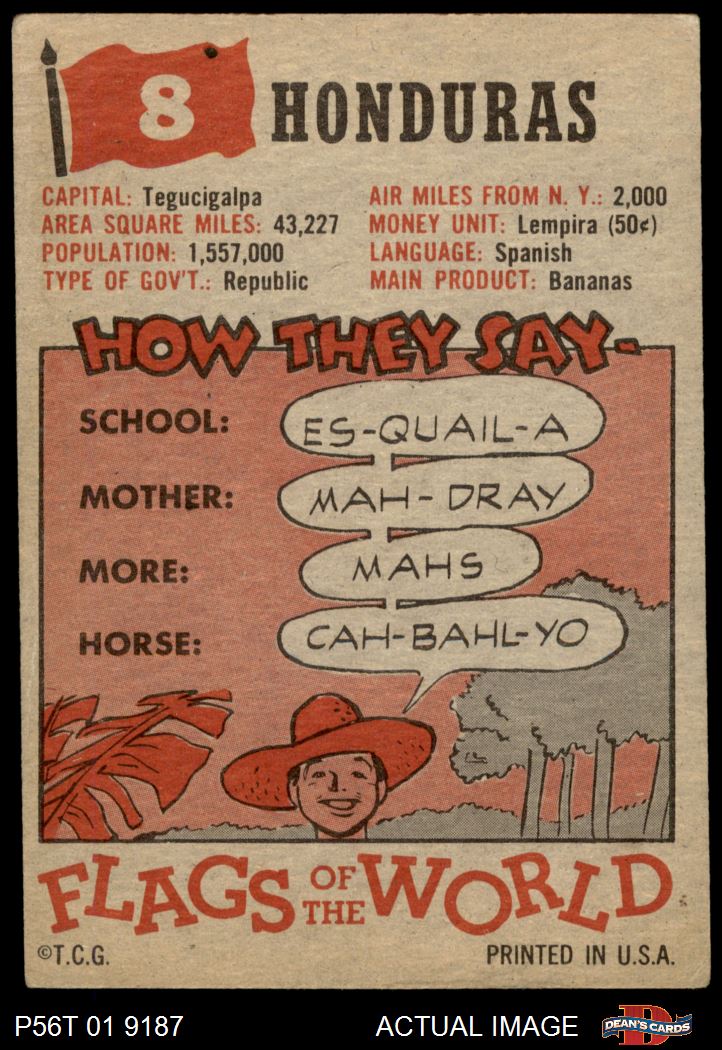 8 HONDURAS
CAPITAL: Tegucigalpa
AREA SQUARE MILES: 43,227
POPULATION: 1,557,000
TYPE OF GOV'T.: Republic
AIR MILES FROM N. Y.: 2,000
MONEY UNIT: Lempira (50¢)
LANGUAGE: Spanish
MAIN PRODUCT: Bananas
HOW THEY SAY-
SCHOOL: ES-QUAIL-A
MOTHER: MAH-DRAY
MORE: MAHS
HORSE: CAH-BAHL-YO
FLAGS OF THE WORLD
©T.C.G. PRINTED IN U.S.A.
P56T 01 9187 ACTUAL IMAGE D DEAN'S CARDS